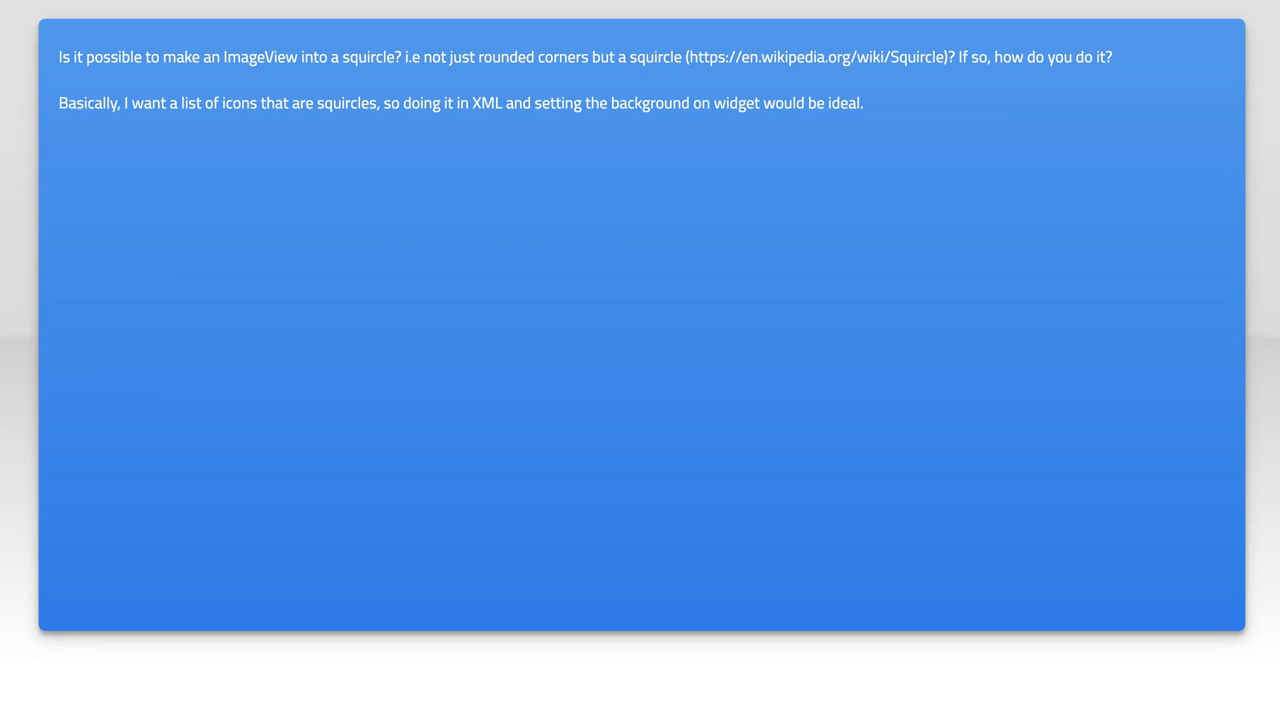 Is it possible to make an ImageView into a squircle? i.e not just rounded corners but a squircle (https://en.wikipedia.org/wiki/Squircle)? If so, how do you do it?
Basically, I want a list of icons that are squircles, so doing it in XML and setting the background on widget would be ideal.